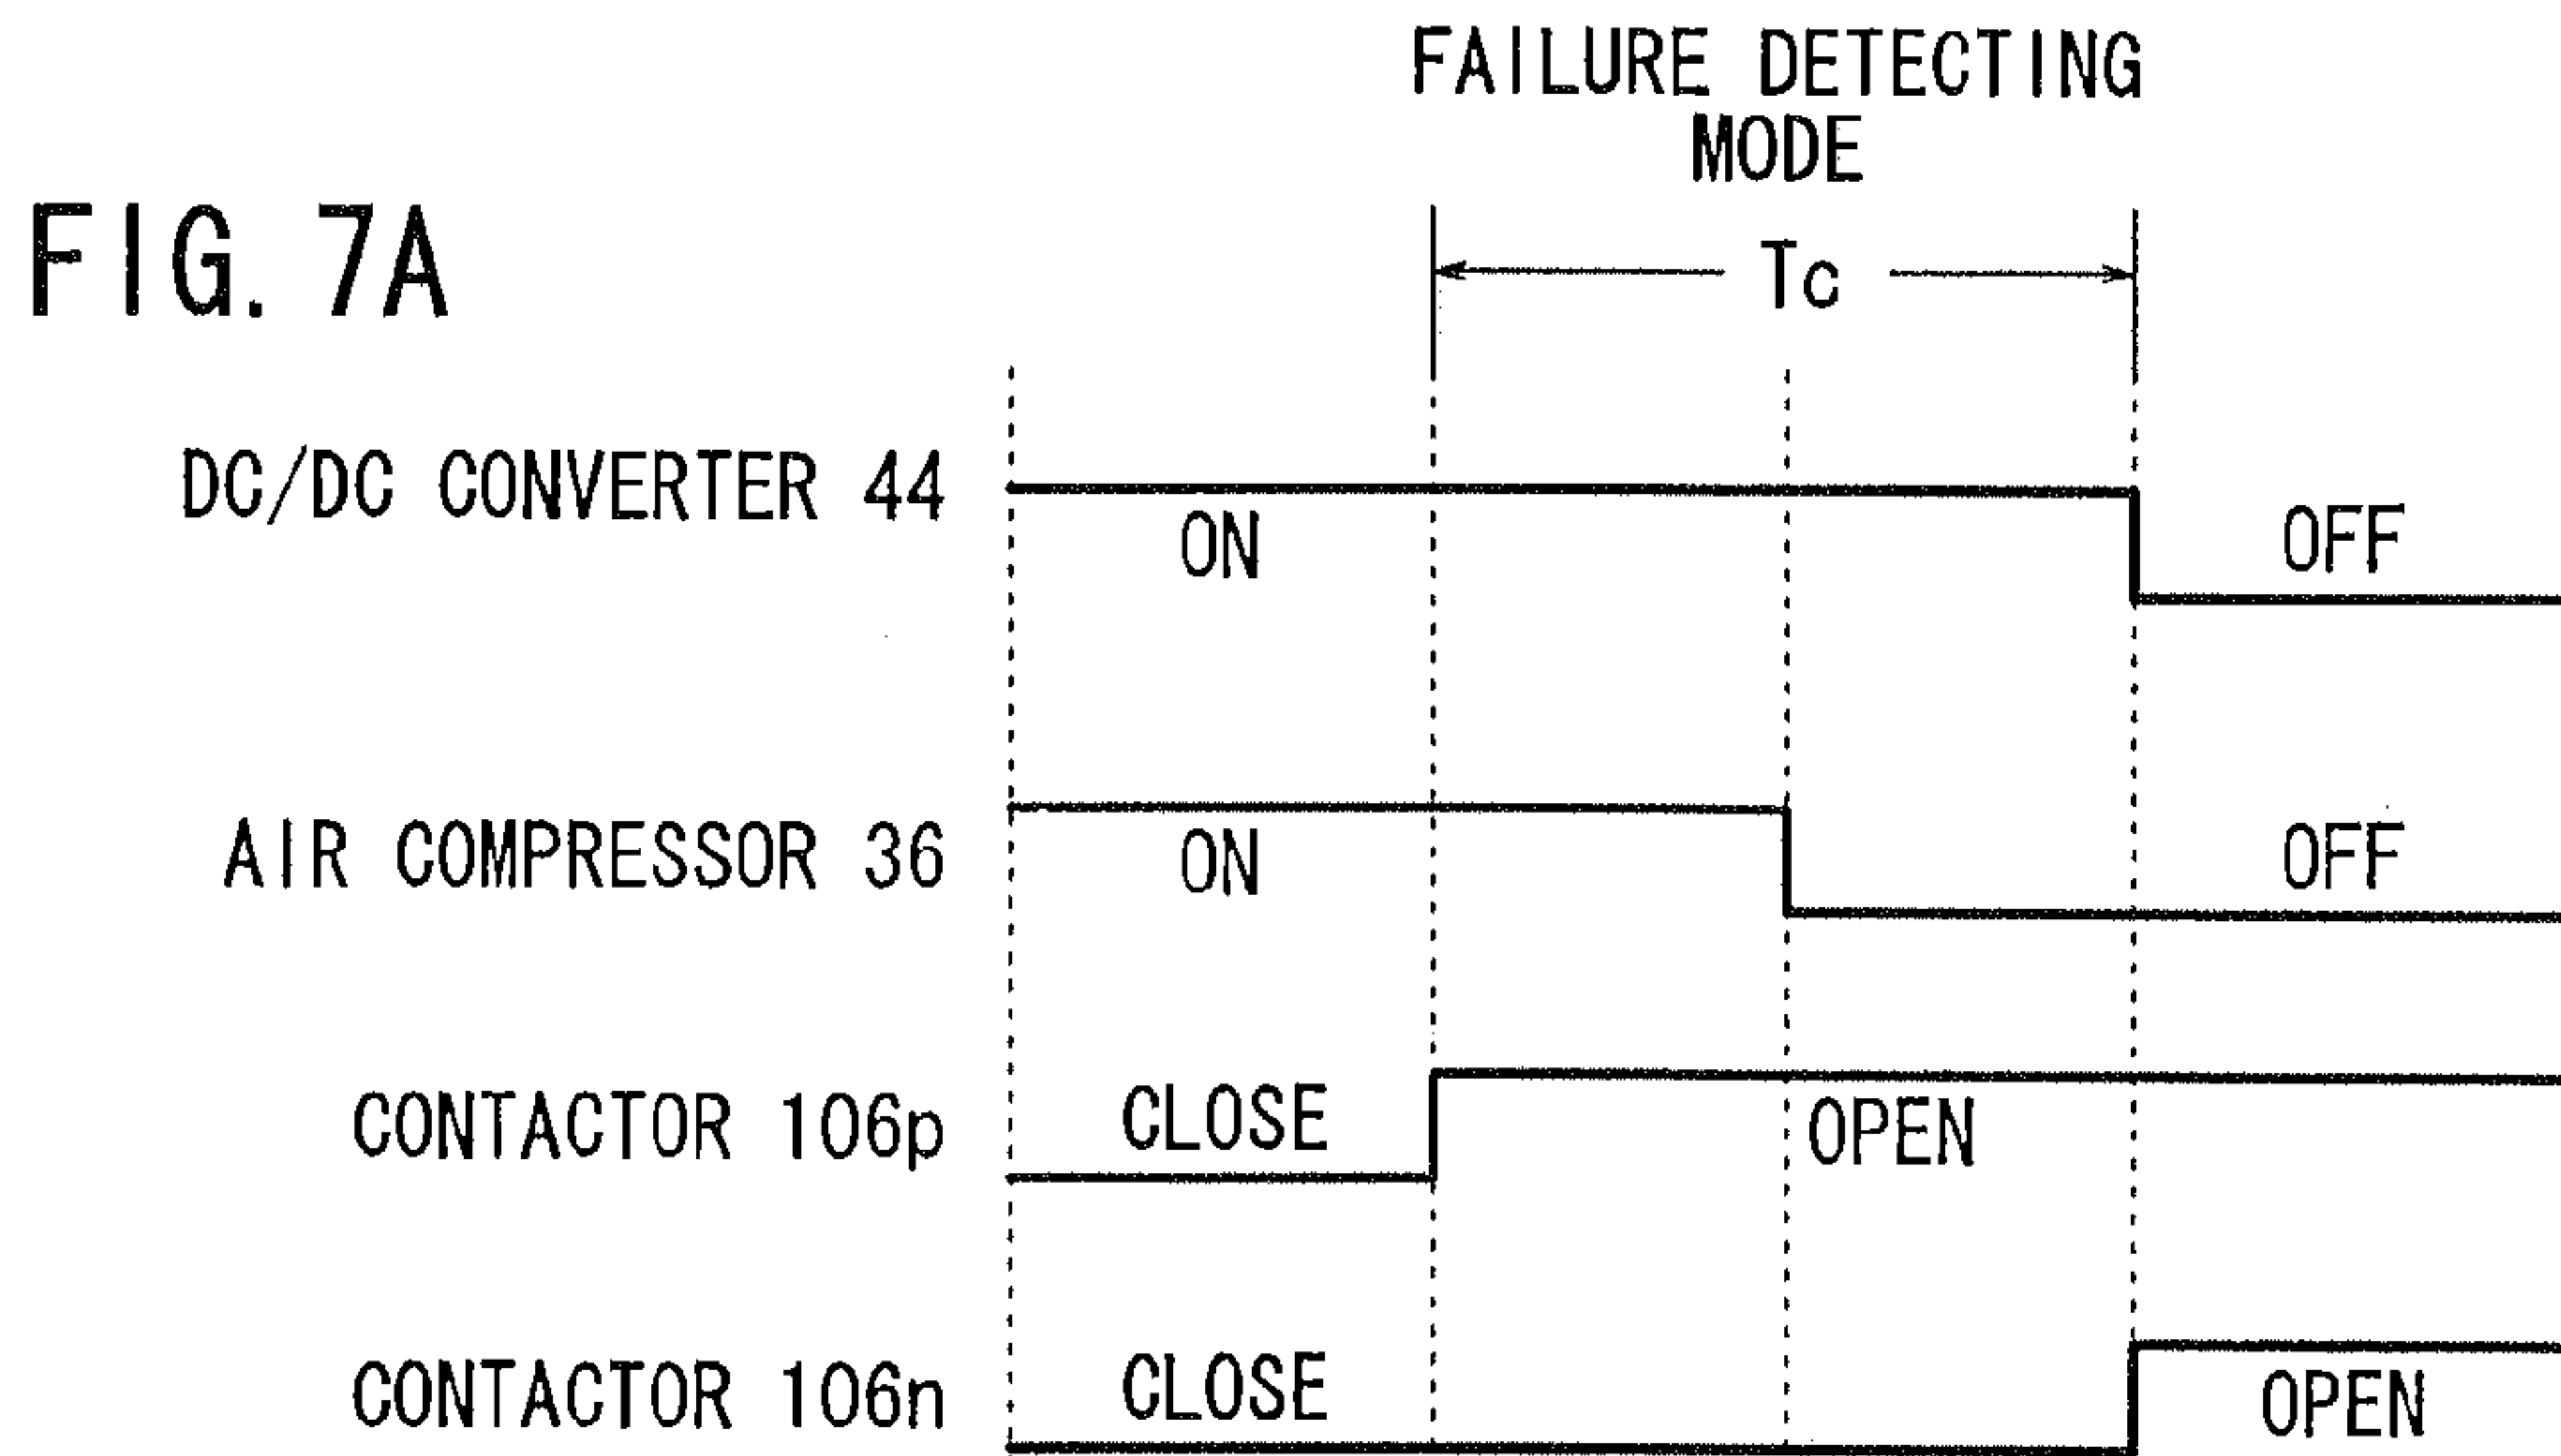 FAILURE DETECTING
MODE
FIG. 7A
Tc
DC/DC CONVERTER 44
ON
OFF
AIR COMPRESSOR 36
ON
OFF
CONTACTOR 106p
CLOSE
OPEN
CONTACTOR 106n
CLOSE
OPEN